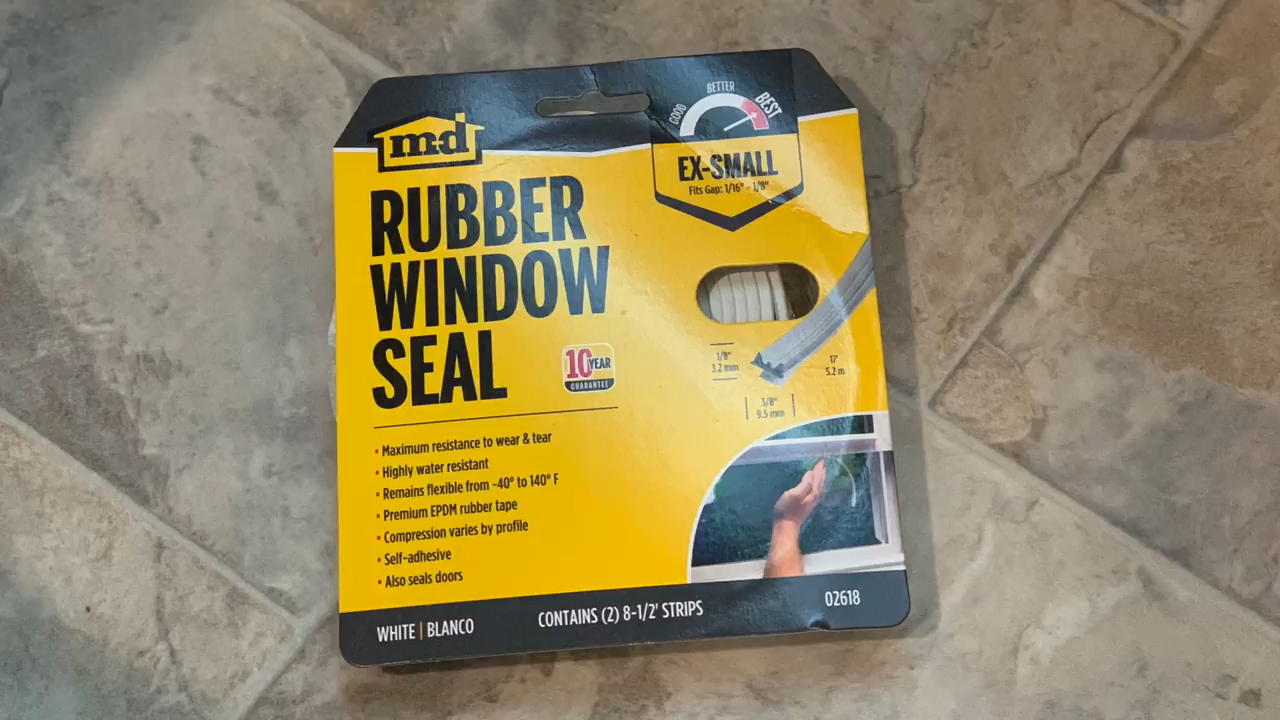 GOOD
BETTER
BEST
m-d
EX-SMALL
Fits Gap: 1/16" - 1/8"
RUBBER
WINDOW
SEAL
10 YEAR
GUARANTEE
1/8"
3.2 mm
17'
5.2 m
3/8"
9.5 mm
• Maximum resistance to wear & tear
• Highly water resistant
• Remains flexible from -40° to 140° F
• Premium EPDM rubber tape
• Compression varies by profile
• Self-adhesive
• Also seals doors
WHITE | BLANCO
CONTAINS (2) 8-1/2' STRIPS
02618